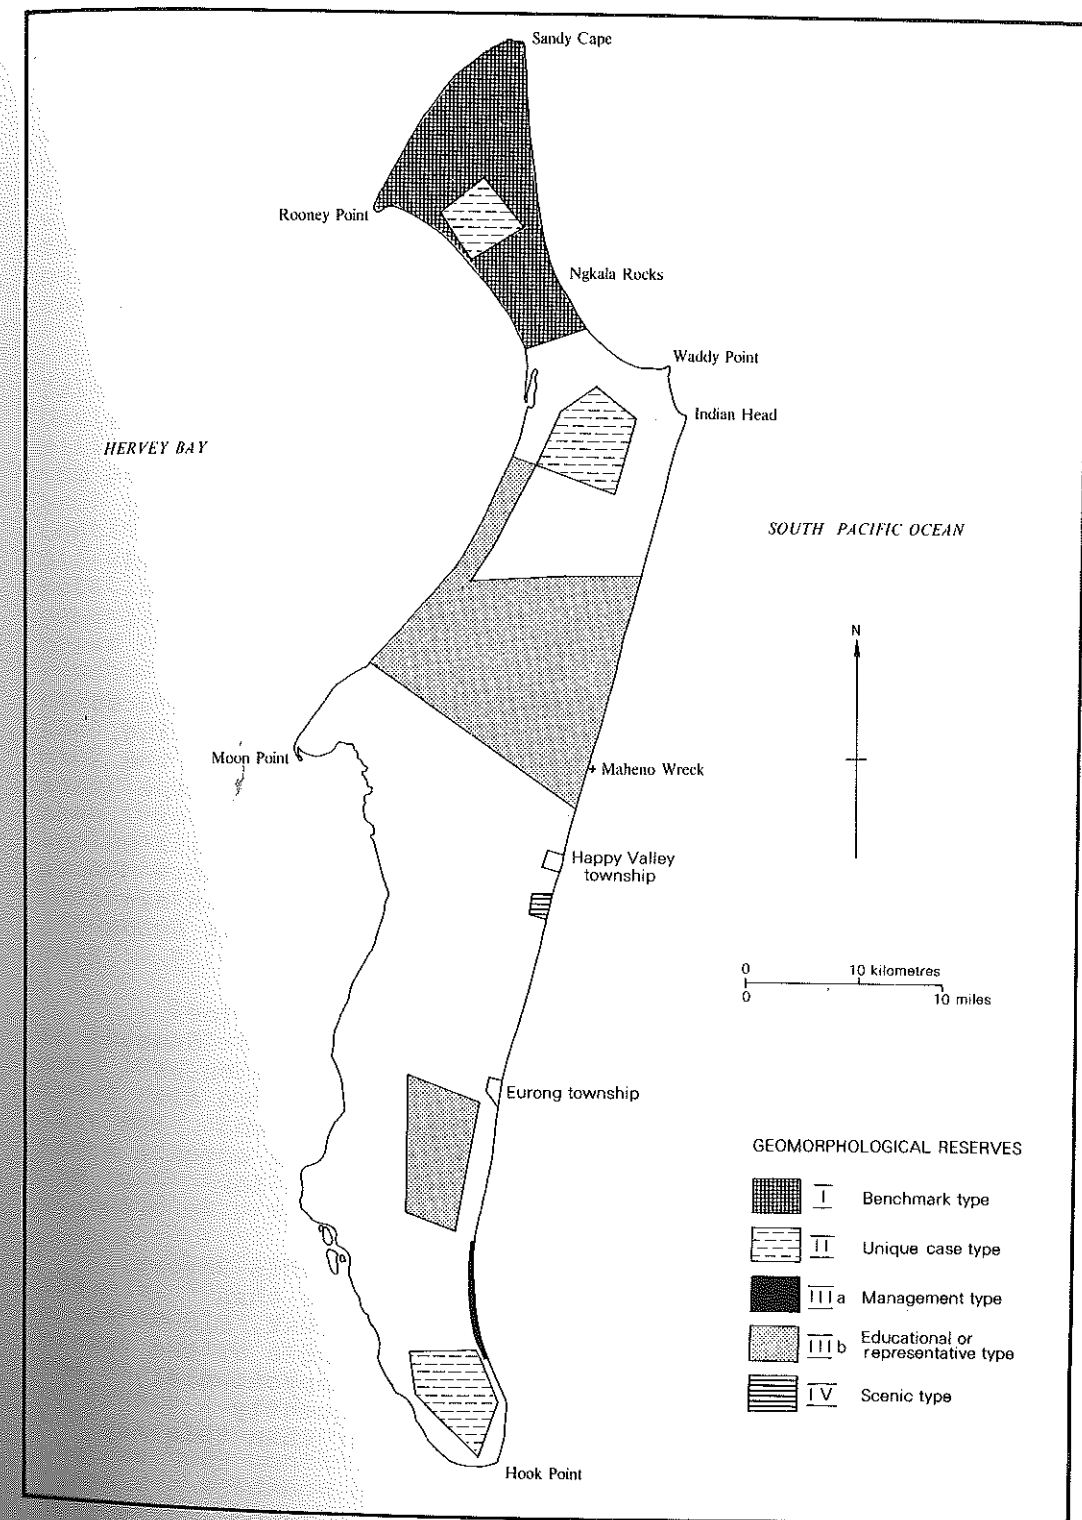 Sandy Cape
Rooney Point
Ngkala Rocks
Waddy Point
Indian Head
HERVEY BAY
SOUTH PACIFIC OCEAN
N
Moon Point
Maheno Wreck
Happy Valley
township
0 10 kilometres
0 10 miles
Eurong township
GEOMORPHOLOGICAL RESERVES
I Benchmark type
II Unique case type
IIIa Management type
IIIb Educational or
representative type
IV Scenic type
Hook Point